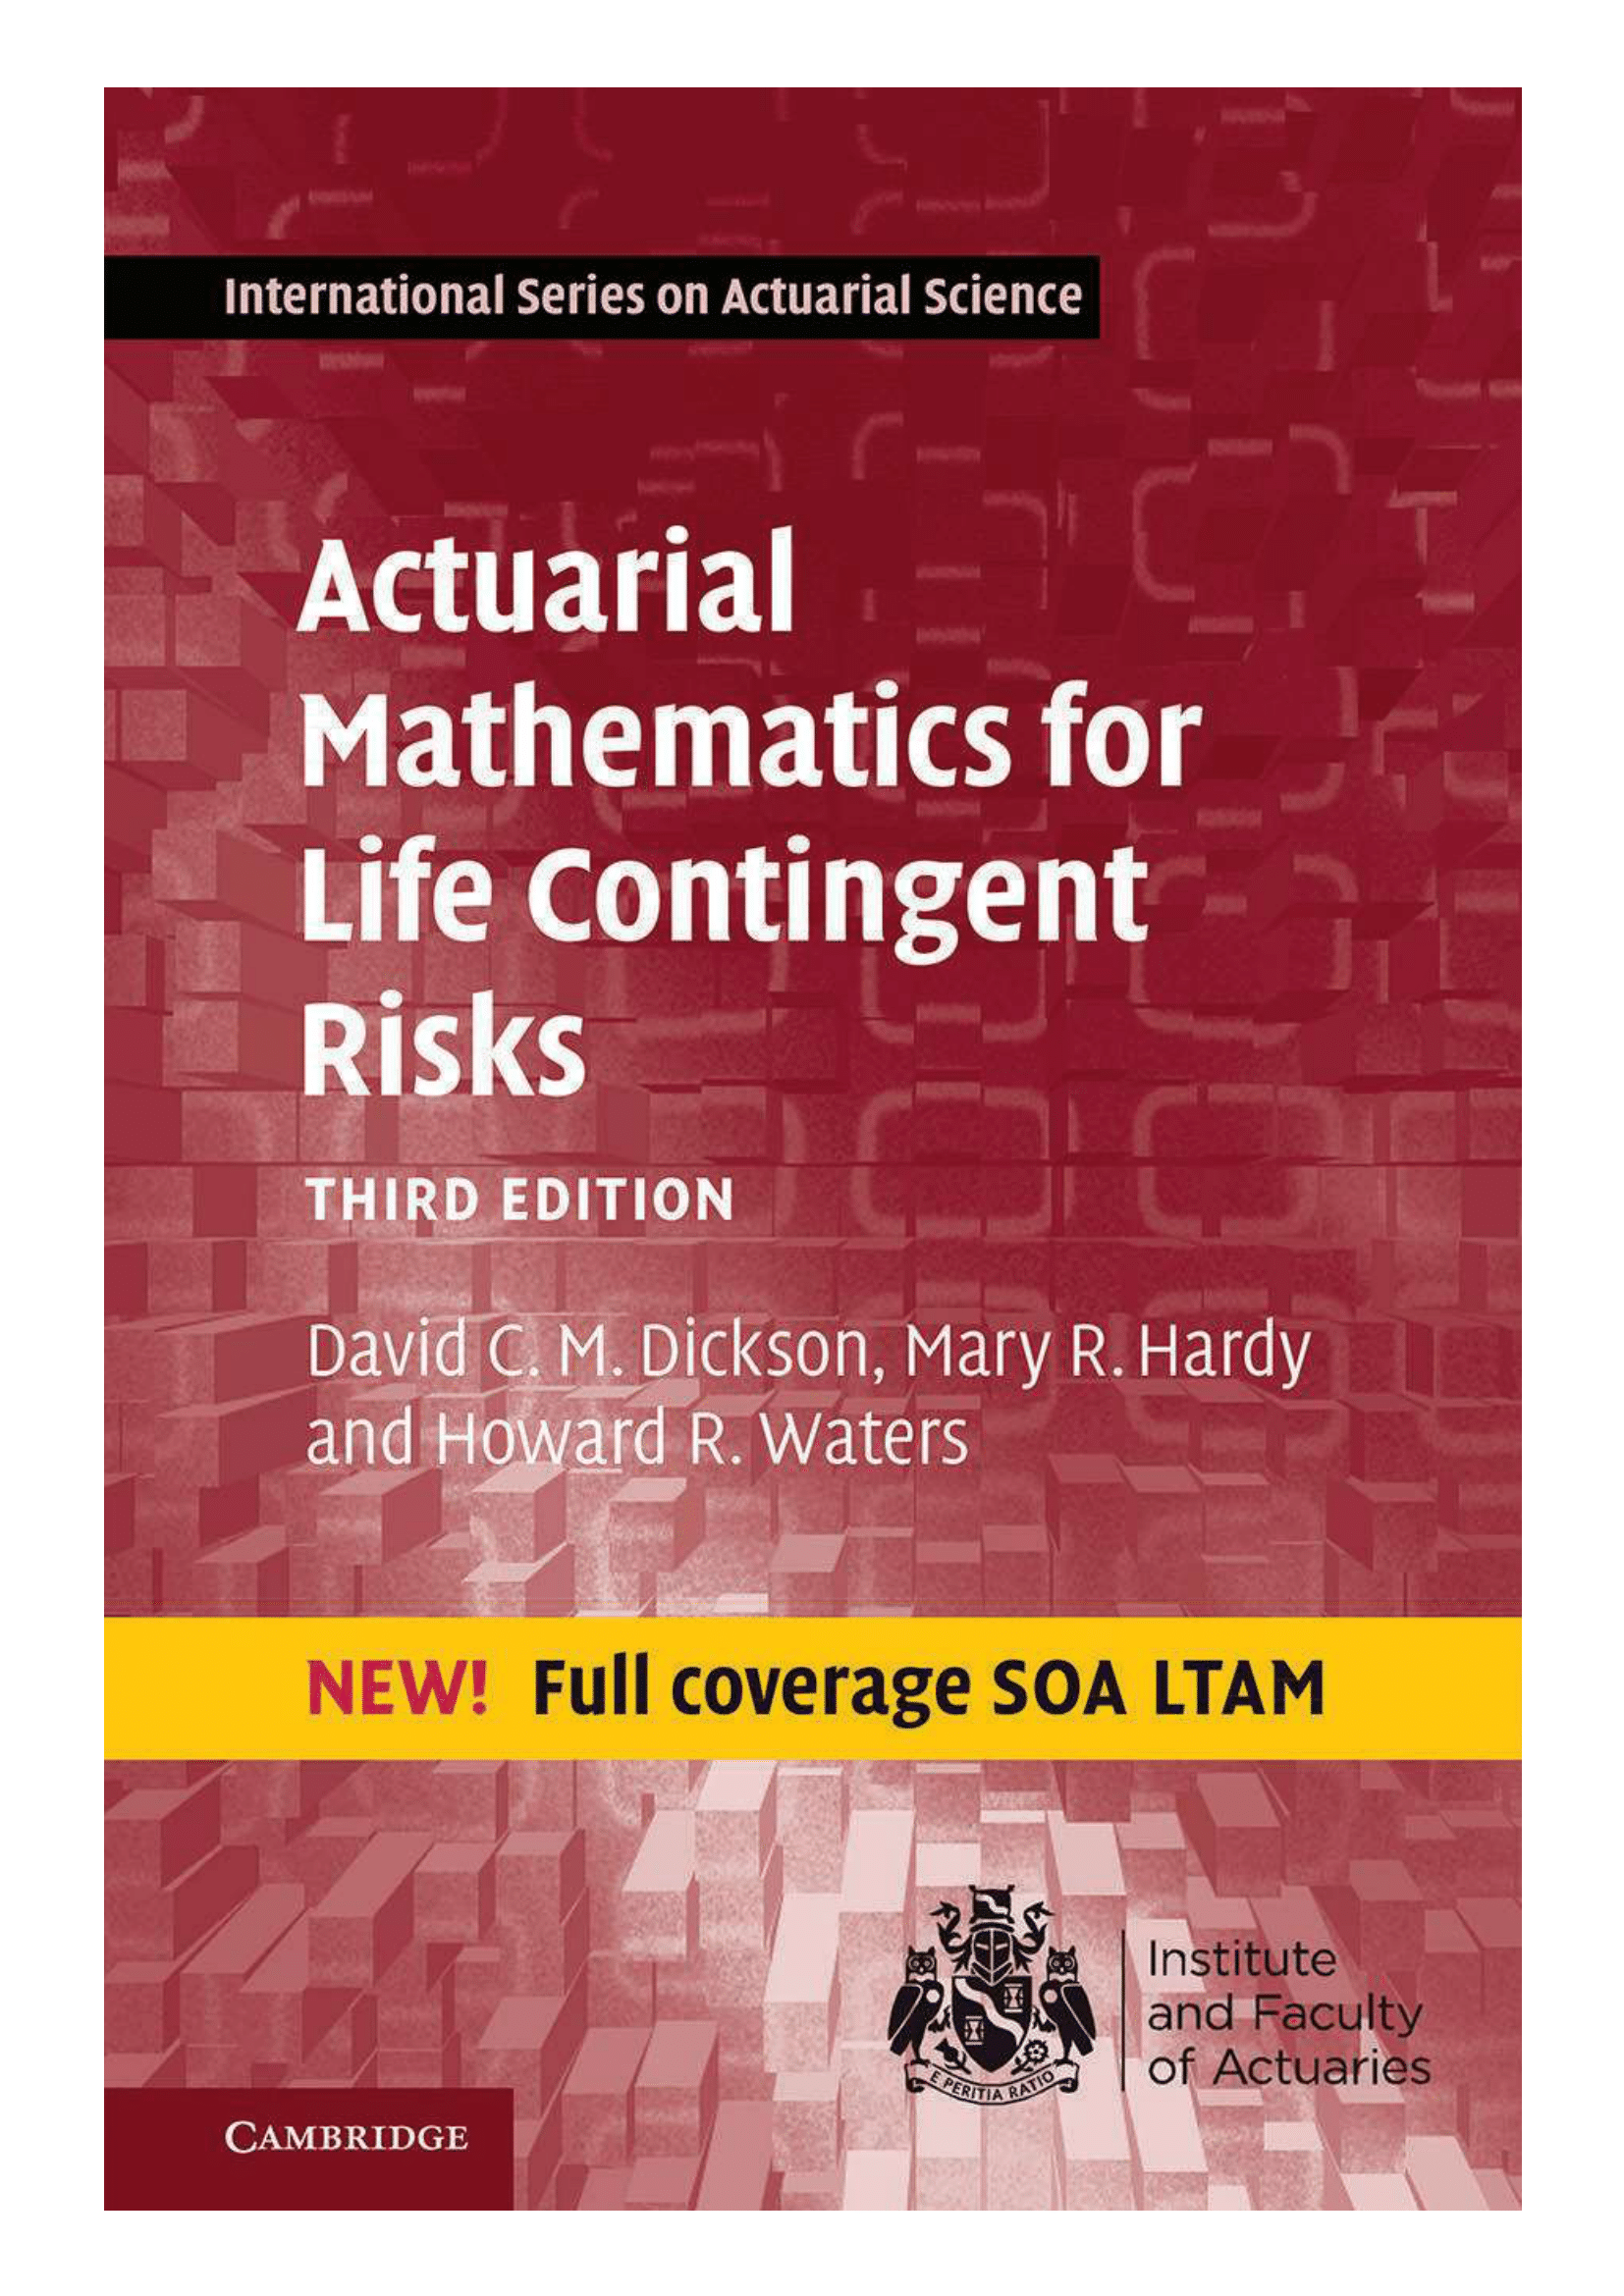 International Series on Actuarial Science
Actuarial
Mathematics for
Life Contingent
Risks
THIRD EDITION
David C. M. Dickson, Mary R. Hardy
and Howard R. Waters
NEW! Full coverage SOA LTAM
E PERITIA RATIO
Institute
and Faculty
of Actuaries
CAMBRIDGE